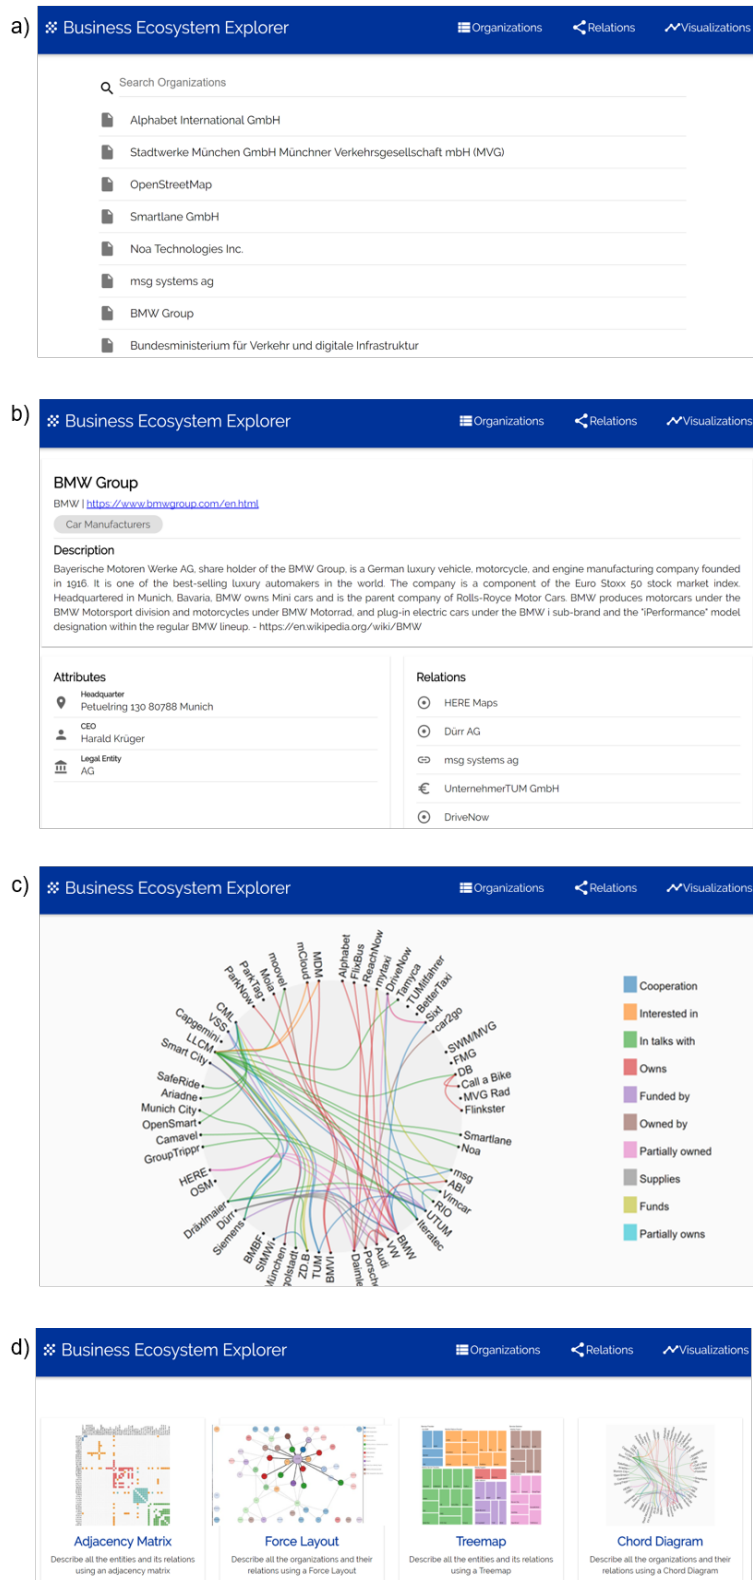 a)
Business Ecosystem Explorer
Organizations
Relations
Visualizations
Search Organizations
Alphabet International GmbH
Stadtwerke München GmbH Münchner Verkehrsgesellschaft mbH (MVG)
OpenStreetMap
Smartlane GmbH
Noa Technologies Inc.
msg systems ag
BMW Group
Bundesministerium für Verkehr und digitale Infrastruktur
b)
Business Ecosystem Explorer
Organizations
Relations
Visualizations
BMW Group
BMW | https://www.bmwgroup.com/en.html
Car Manufacturers
Description
Bayerische Motoren Werke AG, share holder of the BMW Group, is a German luxury vehicle, motorcycle, and engine manufacturing company founded
in 1916. It is one of the best-selling luxury automakers in the world. The company is a component of the Euro Stoxx 50 stock market index.
Headquartered in Munich, Bavaria, BMW owns Mini cars and is the parent company of Rolls-Royce Motor Cars. BMW produces motorcars under the
BMW Motorsport division and motorcycles under BMW Motorrad, and plug-in electric cars under the BMW i sub-brand and the "iPerformance" model
designation within the regular BMW lineup. - https://en.wikipedia.org/wiki/BMW
Attributes
Headquarter
Petuelring 130 80788 Munich
CEO
Harald Krüger
Legal Entity
AG
Relations
HERE Maps
Dürr AG
msg systems ag
UnternehmerTUM GmbH
DriveNow
c)
Business Ecosystem Explorer
Organizations
Relations
Visualizations
Alphabet
FlixBus
ReachNow
mytaxi
DriveNow
Tamyca
TUMitfahrer
BetterTaxi
Sixt
car2go
SWM/MVG
FMG
DB
Call a Bike
MVG Rad
Flinkster
Smartlane
Noa
msg
ABI
Vimcar
RIO
UTUM
Iteratec
BMW
VW
Audi
Porsche
Daimle
BMVI
TUM
ZD.B
golstadt
München
StMWi
BMBF
Siemens
Dürr
Dräxlmaier
OSM
HERE
GroupTrippr
Camavel
OpenSmart
Munich City
Ariadne
SafeRide
Smart City
LLCM
Capgemini
VSS
CML
ParkNow
ParkTag
Moia
moovel
mCloud
MDM
Cooperation
Interested in
In talks with
Owns
Funded by
Owned by
Partially owned
Supplies
Funds
Partially owns
d)
Business Ecosystem Explorer
Organizations
Relations
Visualizations
Adjacency Matrix
Describe all the entities and its relations
using an adjacency matrix
Force Layout
Describe all the organizations and their
relations using a Force Layout
Treemap
Describe all the entities and its relations
using a Treemap
Chord Diagram
Describe all the organizations and their
relations using a Chord Diagram